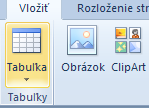 Vložiť Rozloženie str
Tabuľka Obrázok ClipArt
Tabuľky